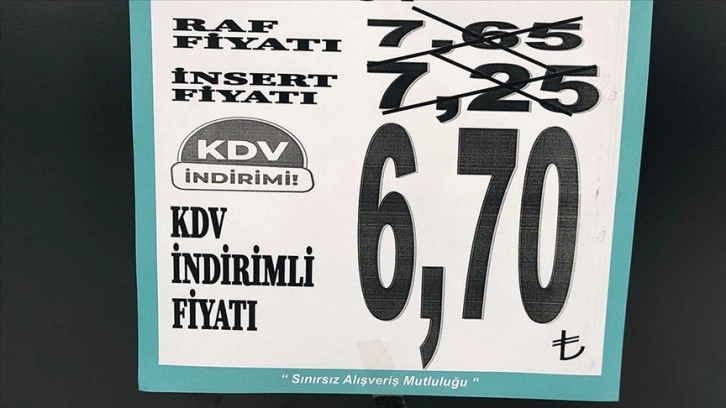 RAF 7,65
FİYATI
İNSERT 7,25
FİYATI
KDV
İNDİRİMİ!
6,70
KDV
İNDİRİMLİ
FİYATI
₺
“ Sınırsız Alışveriş Mutluluğu “